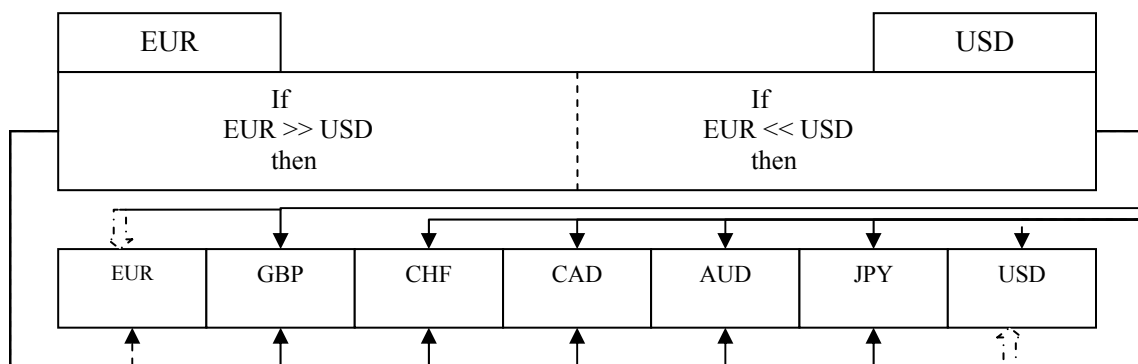 EUR USD
If If
EUR >> USD EUR << USD
then then
EUR GBP CHF CAD AUD JPY USD